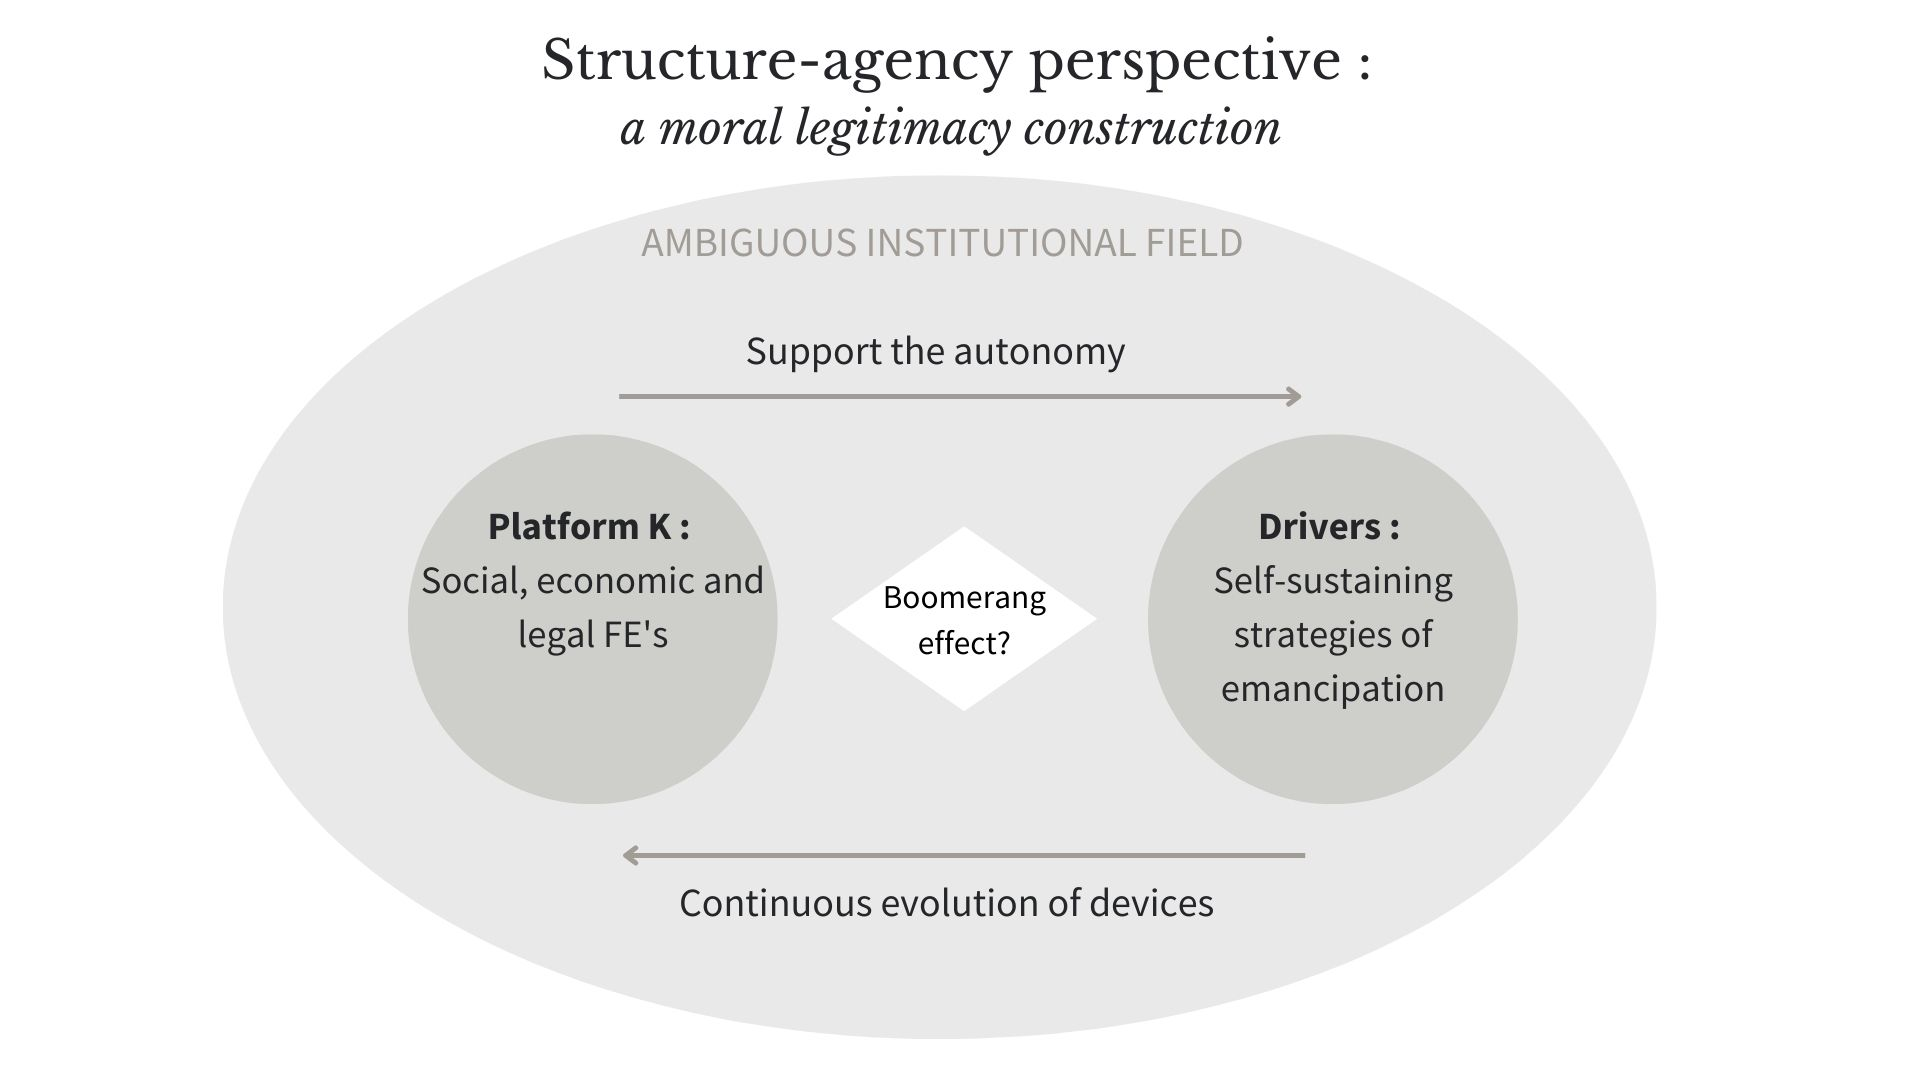 Structure-agency perspective :
a moral legitimacy construction
AMBIGUOUS INSTITUTIONAL FIELD
Support the autonomy
Platform K :
Social, economic and
legal FE's
Boomerang
effect?
Drivers :
Self-sustaining
strategies of
emancipation
Continuous evolution of devices